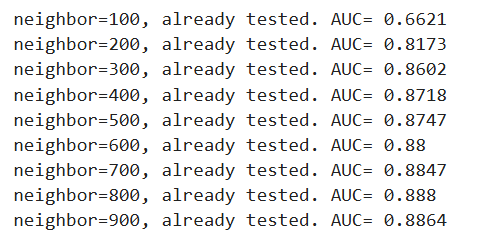 neighbor=100, already tested. AUC= 0.6621
neighbor=200, already tested. AUC= 0.8173
neighbor=300, already tested. AUC= 0.8602
neighbor=400, already tested. AUC= 0.8718
neighbor=500, already tested. AUC= 0.8747
neighbor=600, already tested. AUC= 0.88
neighbor=700, already tested. AUC= 0.8847
neighbor=800, already tested. AUC= 0.888
neighbor=900, already tested. AUC= 0.8864